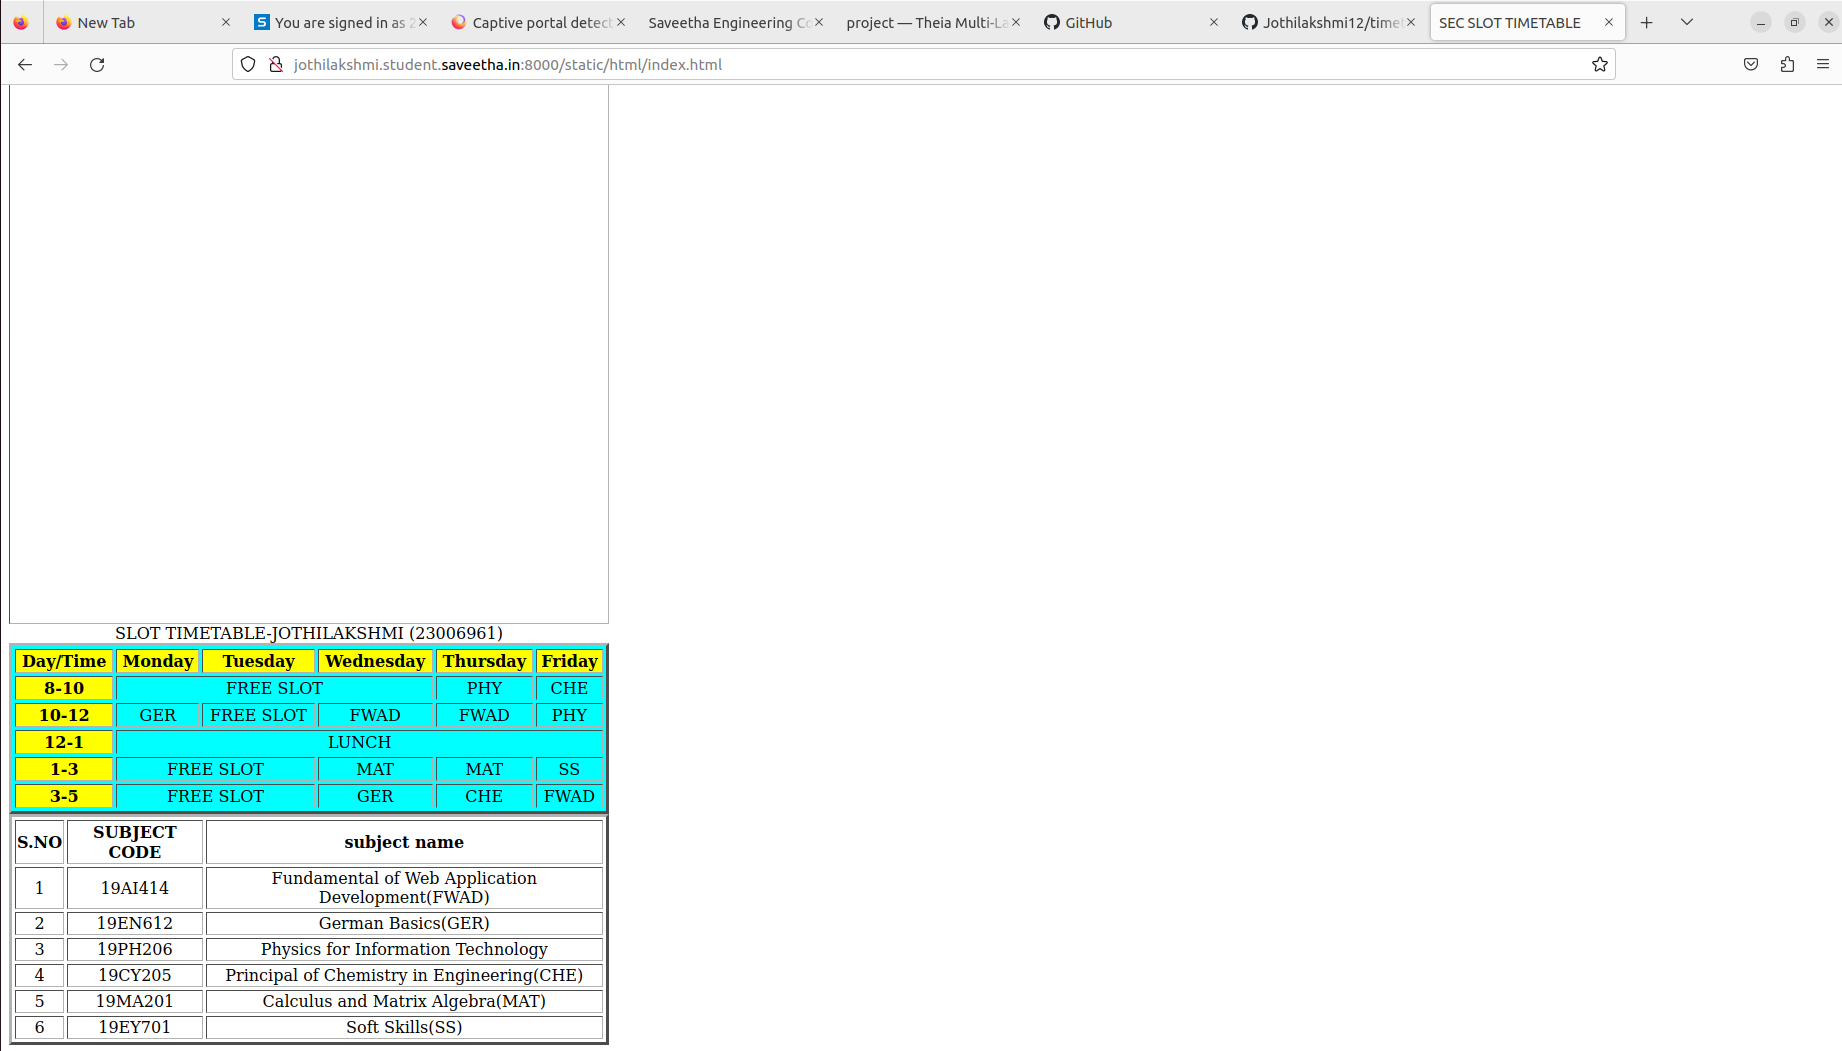 New Tab
You are signed in as 2
Captive portal detect
Saveetha Engineering Co
project — Theia Multi-La
GitHub
Jothilakshmi12/timet
SEC SLOT TIMETABLE
jothilakshmi.student.saveetha.in:8000/static/html/index.html
SLOT TIMETABLE-JOTHILAKSHMI (23006961)
Day/Time Monday Tuesday Wednesday Thursday Friday
8-10 FREE SLOT PHY CHE
10-12 GER FREE SLOT FWAD FWAD PHY
12-1 LUNCH
1-3 FREE SLOT MAT MAT SS
3-5 FREE SLOT GER CHE FWAD
S.NO SUBJECT CODE subject name
1 19AI414 Fundamental of Web Application Development(FWAD)
2 19EN612 German Basics(GER)
3 19PH206 Physics for Information Technology
4 19CY205 Principal of Chemistry in Engineering(CHE)
5 19MA201 Calculus and Matrix Algebra(MAT)
6 19EY701 Soft Skills(SS)